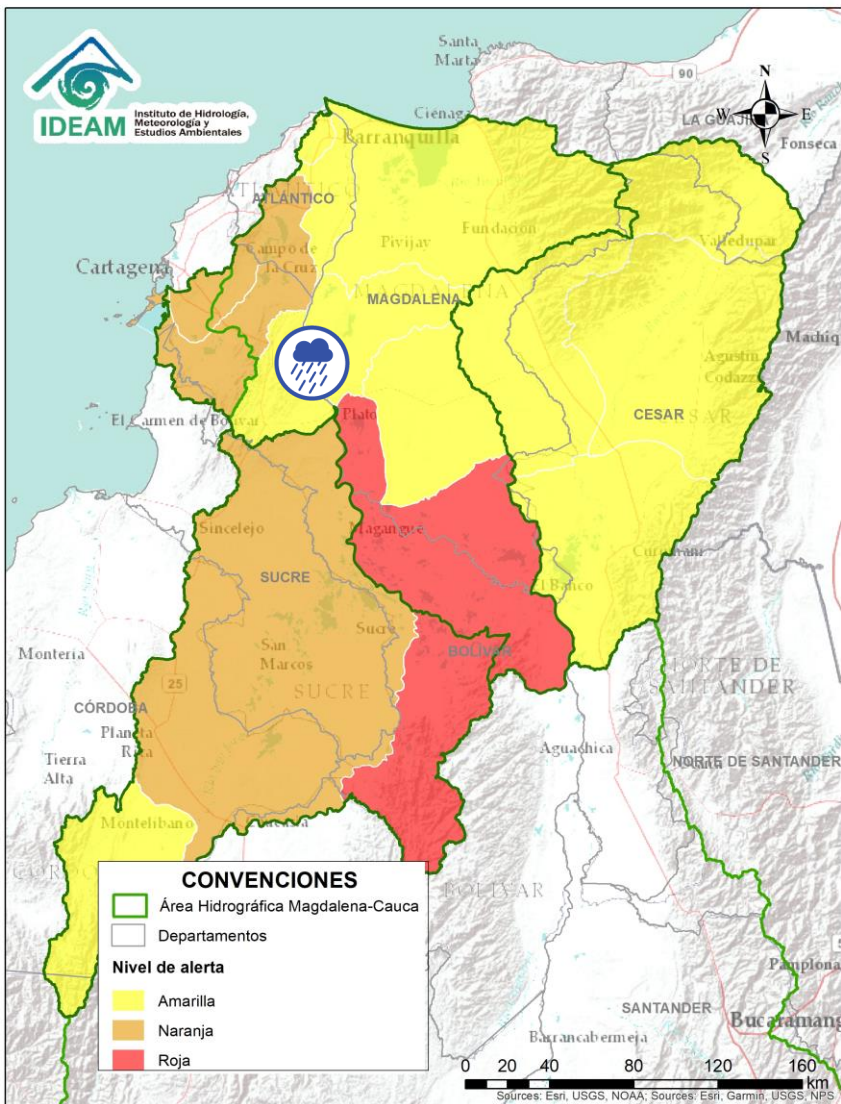 IDEAM
Instituto de Hidrología,
Meteorología y
Estudios Ambientales
Santa
Marta
90
N
W
E
S
LA GUAJI
Fonseca
Ciénaga
Barranquilla
ATLÁNTICO
Campo de
la Cruz
Pivijay
Fundación
Valledupar
Cartagena
MAGDALENA
Machiq
Agustín
Codazzi
El Carmen de Bolívar
Plato
CESAR
Sincelejo
Magangué
SUCRE
El Banco
Sucre
San
Marcos
SUCRE
BOLÍVAR
Montería
25
CÓRDOBA
Planeta
Rica
Tierra
Alta
NORTE DE
SANTANDER
Aguachica
NORTE DE SANTANDER
Montelíbano
BOLÍVAR
CONVENCIONES
Área Hidrográfica Magdalena-Cauca
Departamentos
Nivel de alerta
Amarilla
Naranja
Roja
Pamplona
SANTANDER
Bucaramang
Barrancabermeja
0 20 40 80 120 160
km
Sources: Esri, USGS, NOAA; Sources: Esri, Garmin, USGS, NPS